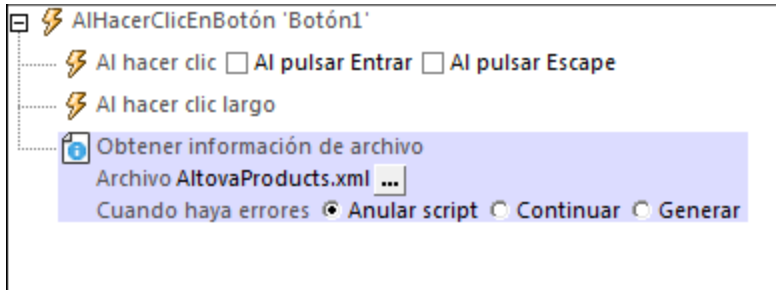 AlHacerClicEnBotón 'Botón1'
Al hacer clic Al pulsar Entrar Al pulsar Escape
Al hacer clic largo
Obtener información de archivo
Archivo AltovaProducts.xml ...
Cuando haya errores Anular script Continuar Generar